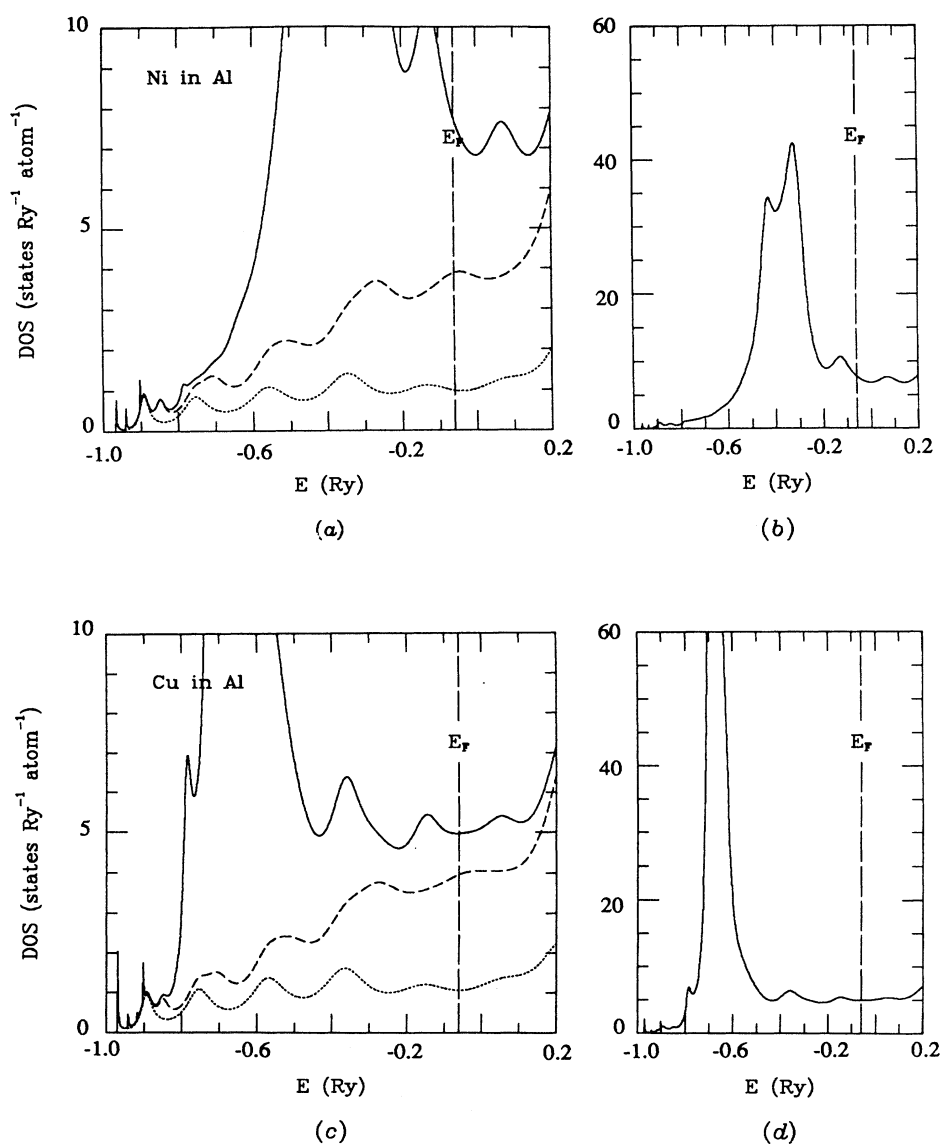 10
Ni in Al
E_F
5
0
DOS (states Ry⁻¹ atom⁻¹)
-1.0 -0.6 -0.2 0.2
E (Ry)
(a)
60
40
E_F
20
0
-1.0 -0.6 -0.2 0.2
E (Ry)
(b)
10
Cu in Al
E_F
5
0
DOS (states Ry⁻¹ atom⁻¹)
-1.0 -0.6 -0.2 0.2
E (Ry)
(c)
60
40
E_F
20
0
-1.0 -0.6 -0.2 0.2
E (Ry)
(d)